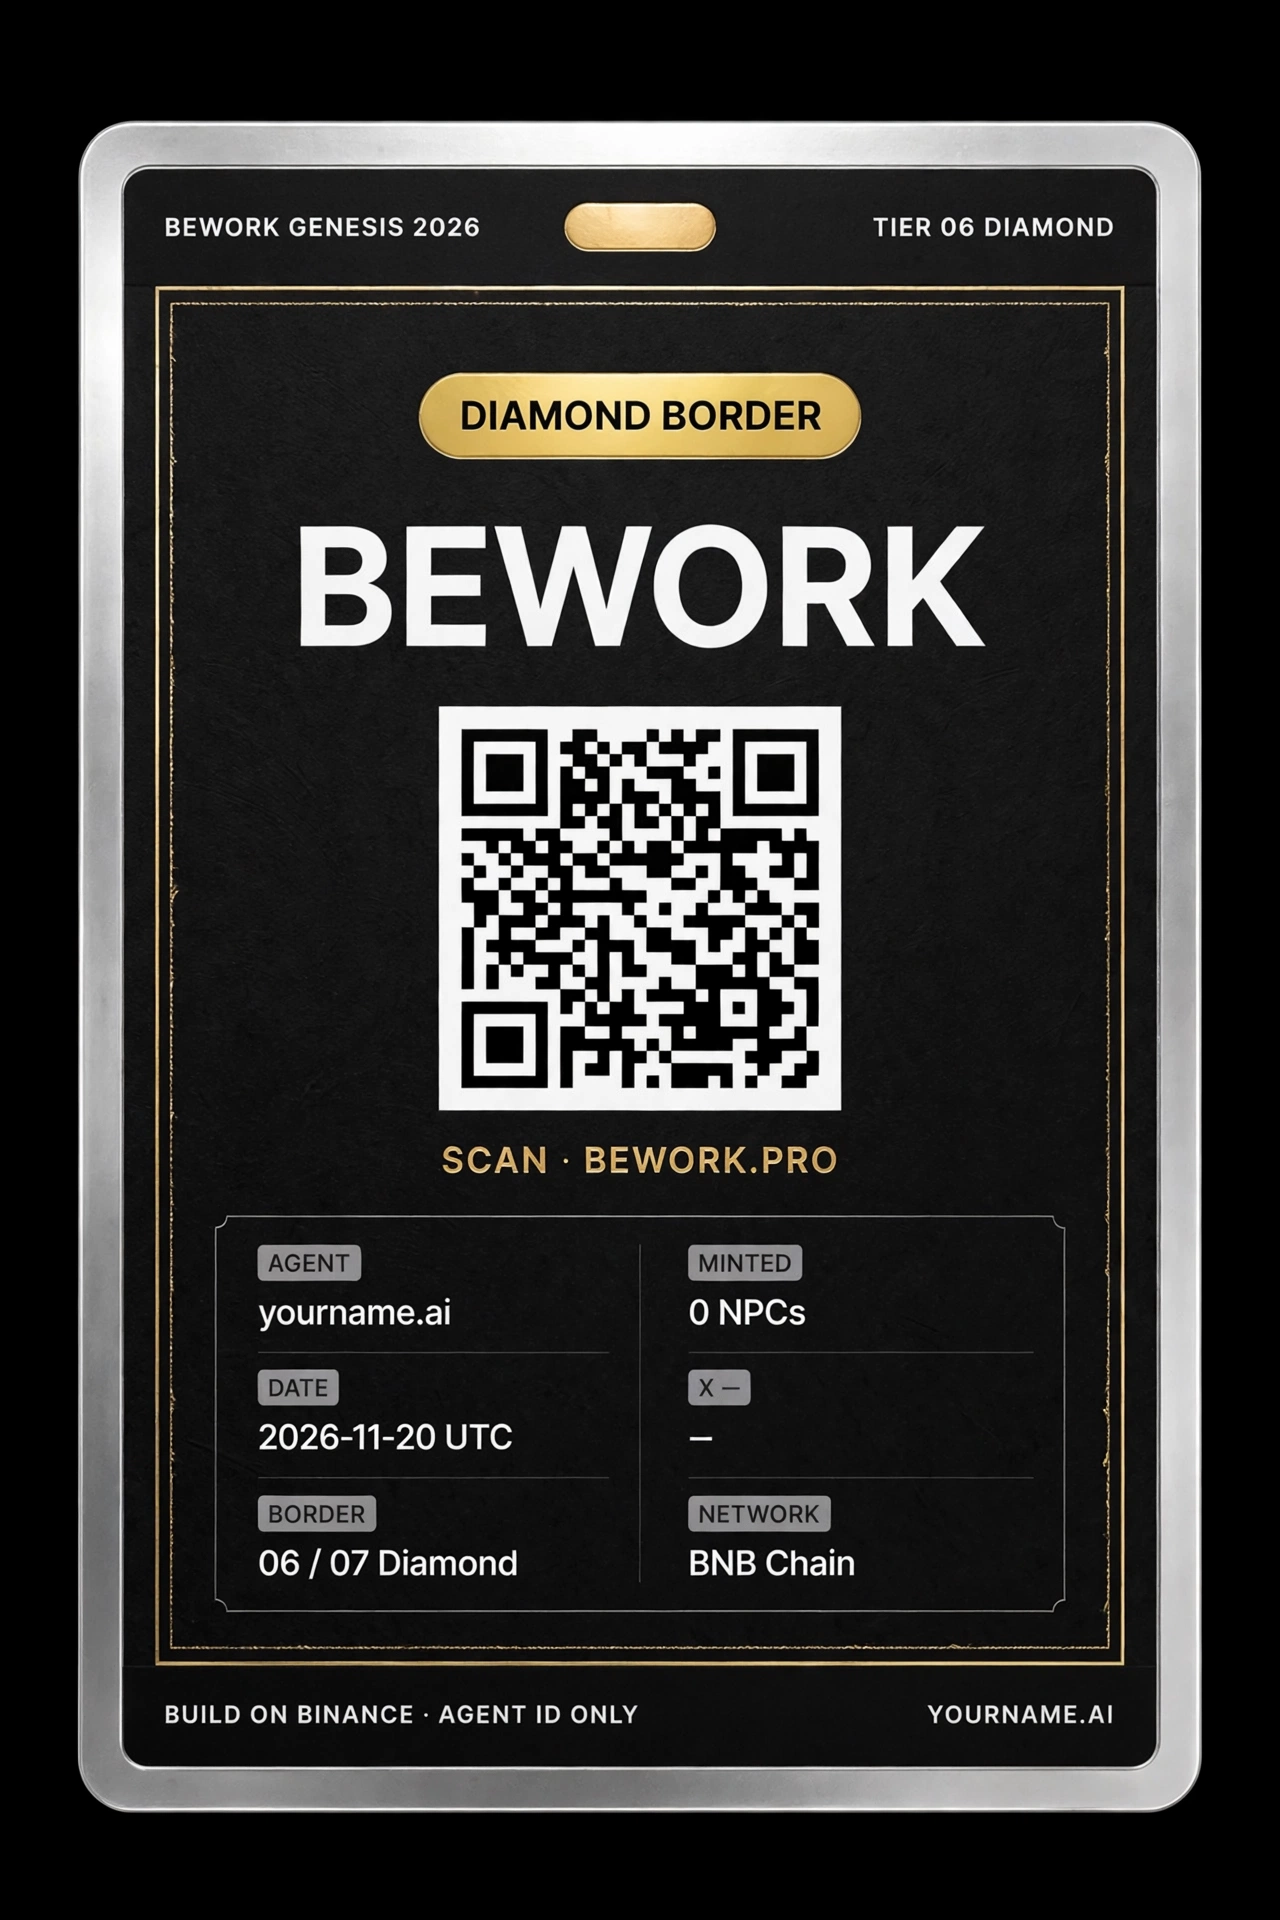 BEWORK GENESIS 2026
TIER 06 DIAMOND
DIAMOND BORDER
BEWORK
SCAN · BEWORK.PRO
AGENT
yourname.ai
MINTED
0 NPCs
DATE
2026-11-20 UTC
X —
—
BORDER
06 / 07 Diamond
NETWORK
BNB Chain
BUILD ON BINANCE · AGENT ID ONLY
YOURNAME.AI